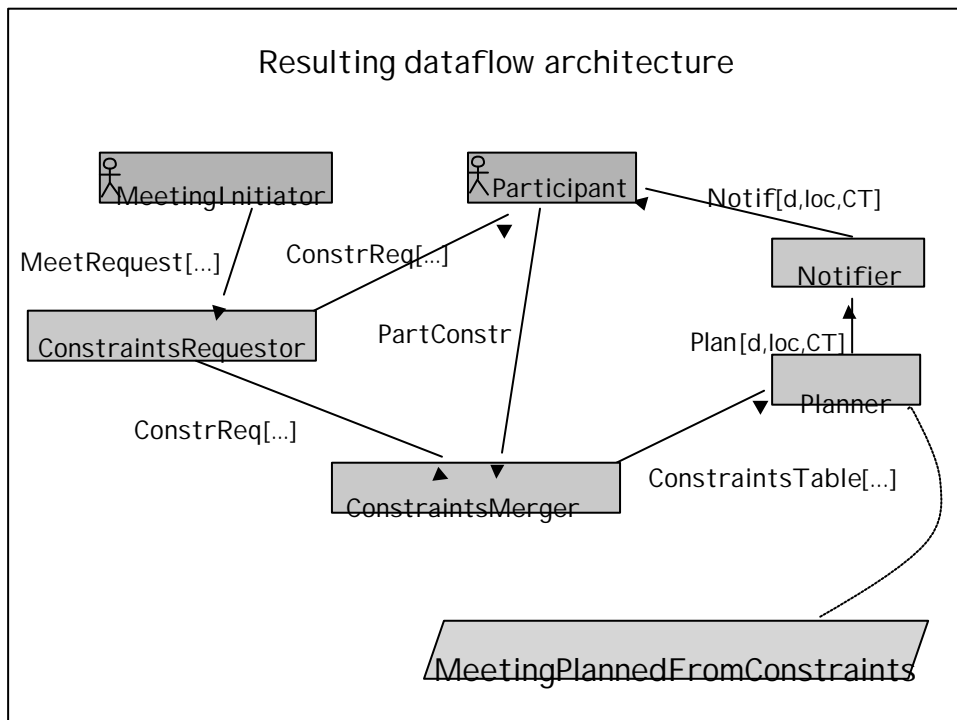 Resulting dataflow architecture
MeetingInitiator
Participant
Notif[d,loc,CT]
MeetRequest[...]
ConstrReq[...]
Notifier
ConstraintsRequestor
PartConstr
Plan[d,loc,CT]
Planner
ConstrReq[...]
ConstraintsTable[...]
ConstraintsMerger
MeetingPlannedFromConstraints